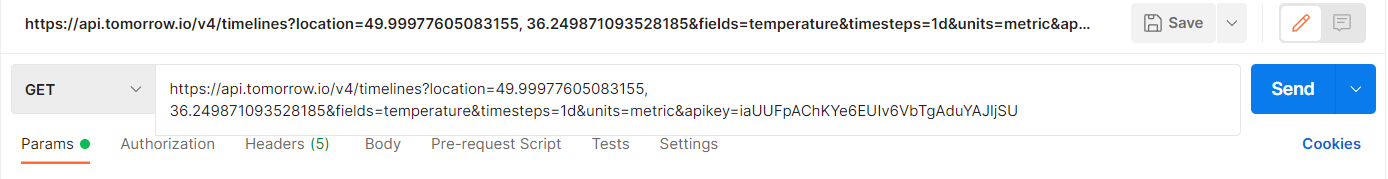 https://api.tomorrow.io/v4/timelines?location=49.99977605083155, 36.249871093528185&fields=temperature&timesteps=1d&units=metric&ap...
Save
GET
https://api.tomorrow.io/v4/timelines?location=49.99977605083155,
36.249871093528185&fields=temperature&timesteps=1d&units=metric&apikey=iaUUFpAChKYe6EUIv6VbTgAduYAJIjSU
Send
Params Authorization Headers (5) Body Pre-request Script Tests Settings Cookies